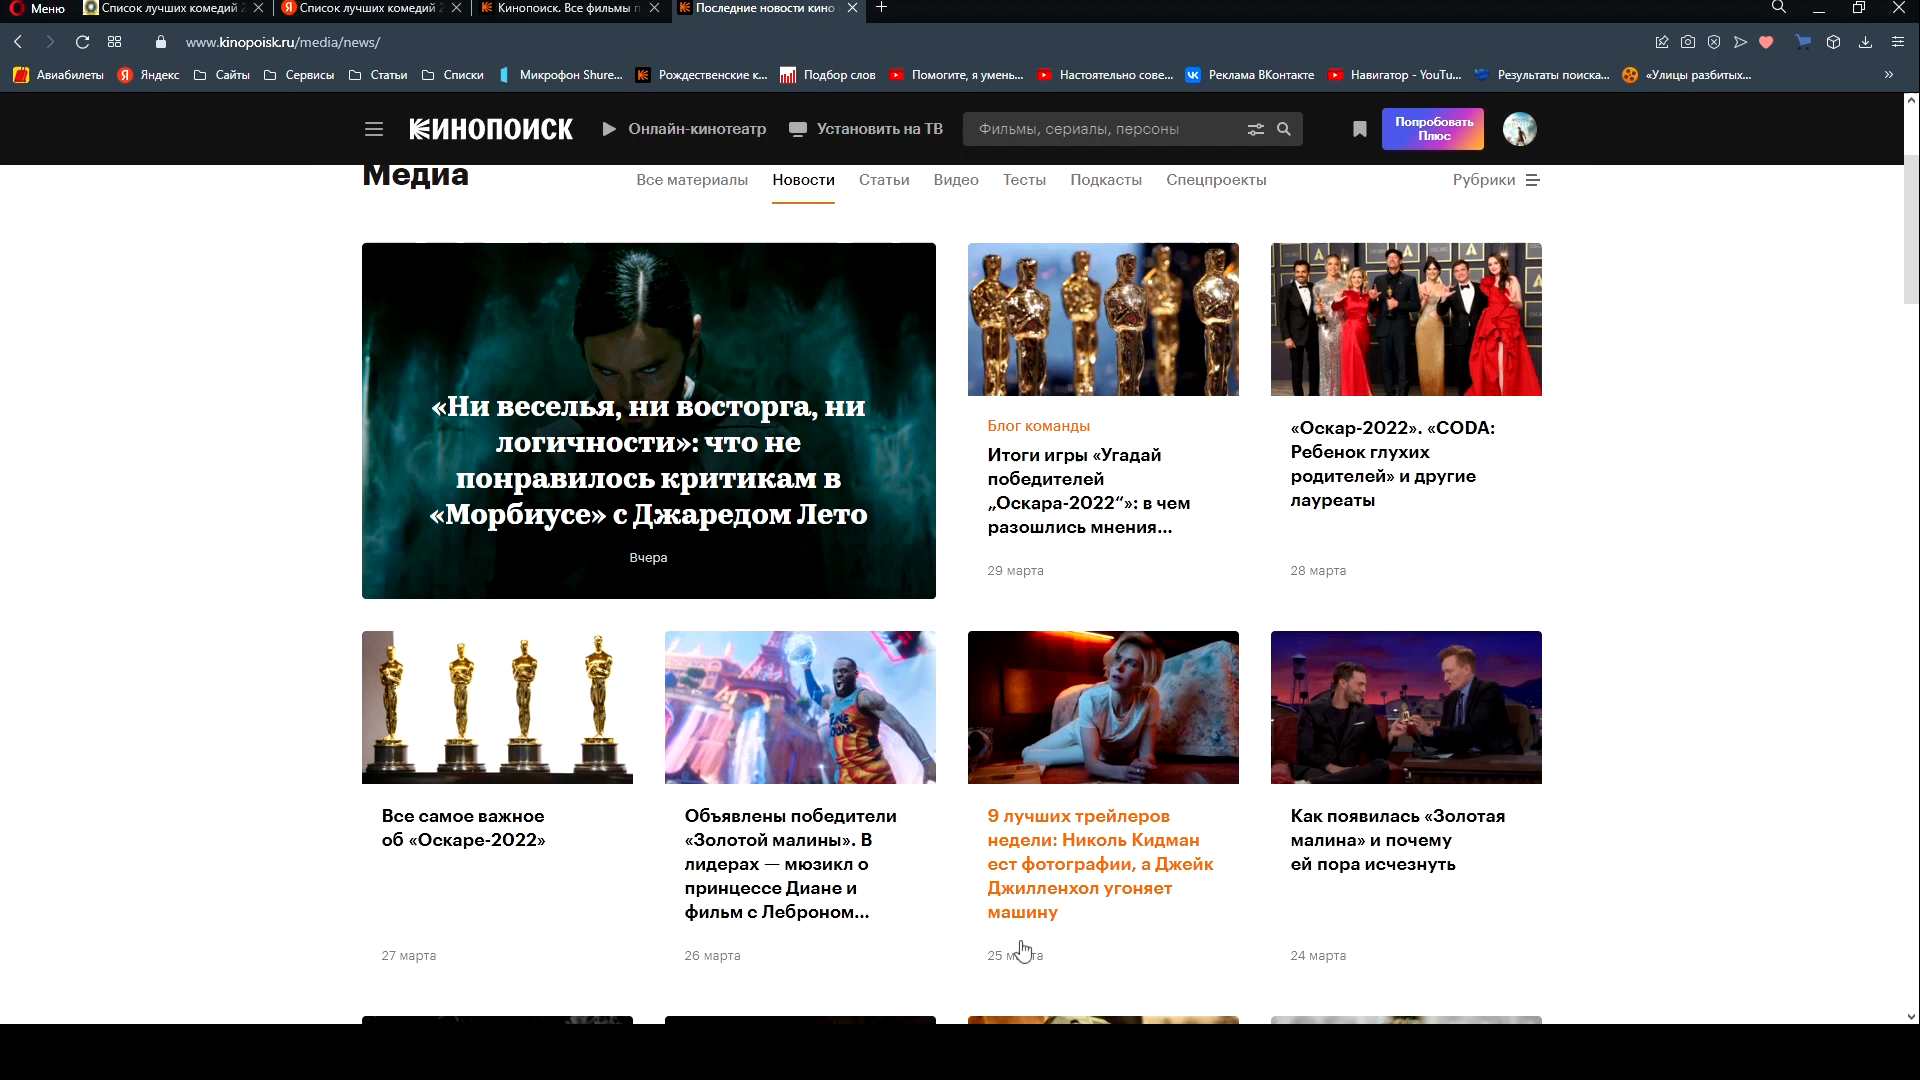 Меню
Список лучших комедий 2
Список лучших комедий 2
Кинопоиск. Все фильмы п
Последние новости кино
www.kinopoisk.ru/media/news/
Авиабилеты
Яндекс
Сайты
Сервисы
Статьи
Списки
Микрофон Shure...
Рождественские к...
Подбор слов
Помогите, я умень...
Настоятельно сове...
Реклама ВКонтакте
Навигатор - YouTu...
Результаты поиска...
«Улицы разбитых...
КИНОПОИСК
Онлайн-кинотеатр
Установить на ТВ
Фильмы, сериалы, персоны
Попробовать
Плюс
Медиа
Все материалы
Новости
Статьи
Видео
Тесты
Подкасты
Спецпроекты
Рубрики
«Ни веселья, ни восторга, ни
логичности»: что не
понравилось критикам в
«Морбиусе» с Джаредом Лето
Вчера
Блог команды
Итоги игры «Угадай
победителей
„Оскара-2022“»: в чем
разошлись мнения...
29 марта
«Оскар-2022». «CODA:
Ребенок глухих
родителей» и другие
лауреаты
28 марта
Все самое важное
об «Оскаре-2022»
27 марта
Объявлены победители
«Золотой малины». В
лидерах — мюзикл о
принцессе Диане и
фильм с Леброном...
26 марта
9 лучших трейлеров
недели: Николь Кидман
ест фотографии, а Джейк
Джилленхол угоняет
машину
25 марта
Как появилась «Золотая
малина» и почему
ей пора исчезнуть
24 марта